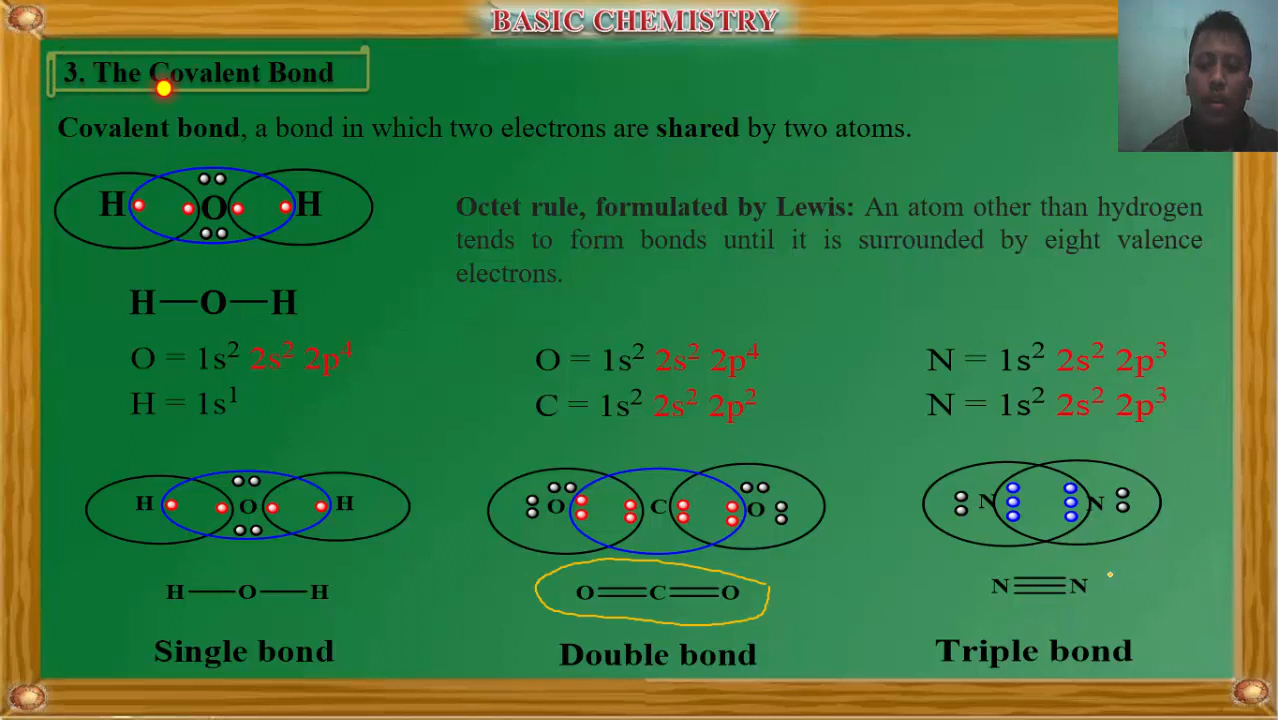 BASIC CHEMISTRY
3. The Covalent Bond
Covalent bond, a bond in which two electrons are shared by two atoms.
H O H
Octet rule, formulated by Lewis: An atom other than hydrogen
tends to form bonds until it is surrounded by eight valence
electrons.
H—O—H
O = 1s² 2s² 2p⁴
H = 1s¹
O = 1s² 2s² 2p⁴
C = 1s² 2s² 2p²
N = 1s² 2s² 2p³
N = 1s² 2s² 2p³
H O H
O C O
N N
H—O—H
O=C=O
N≡N
Single bond
Double bond
Triple bond